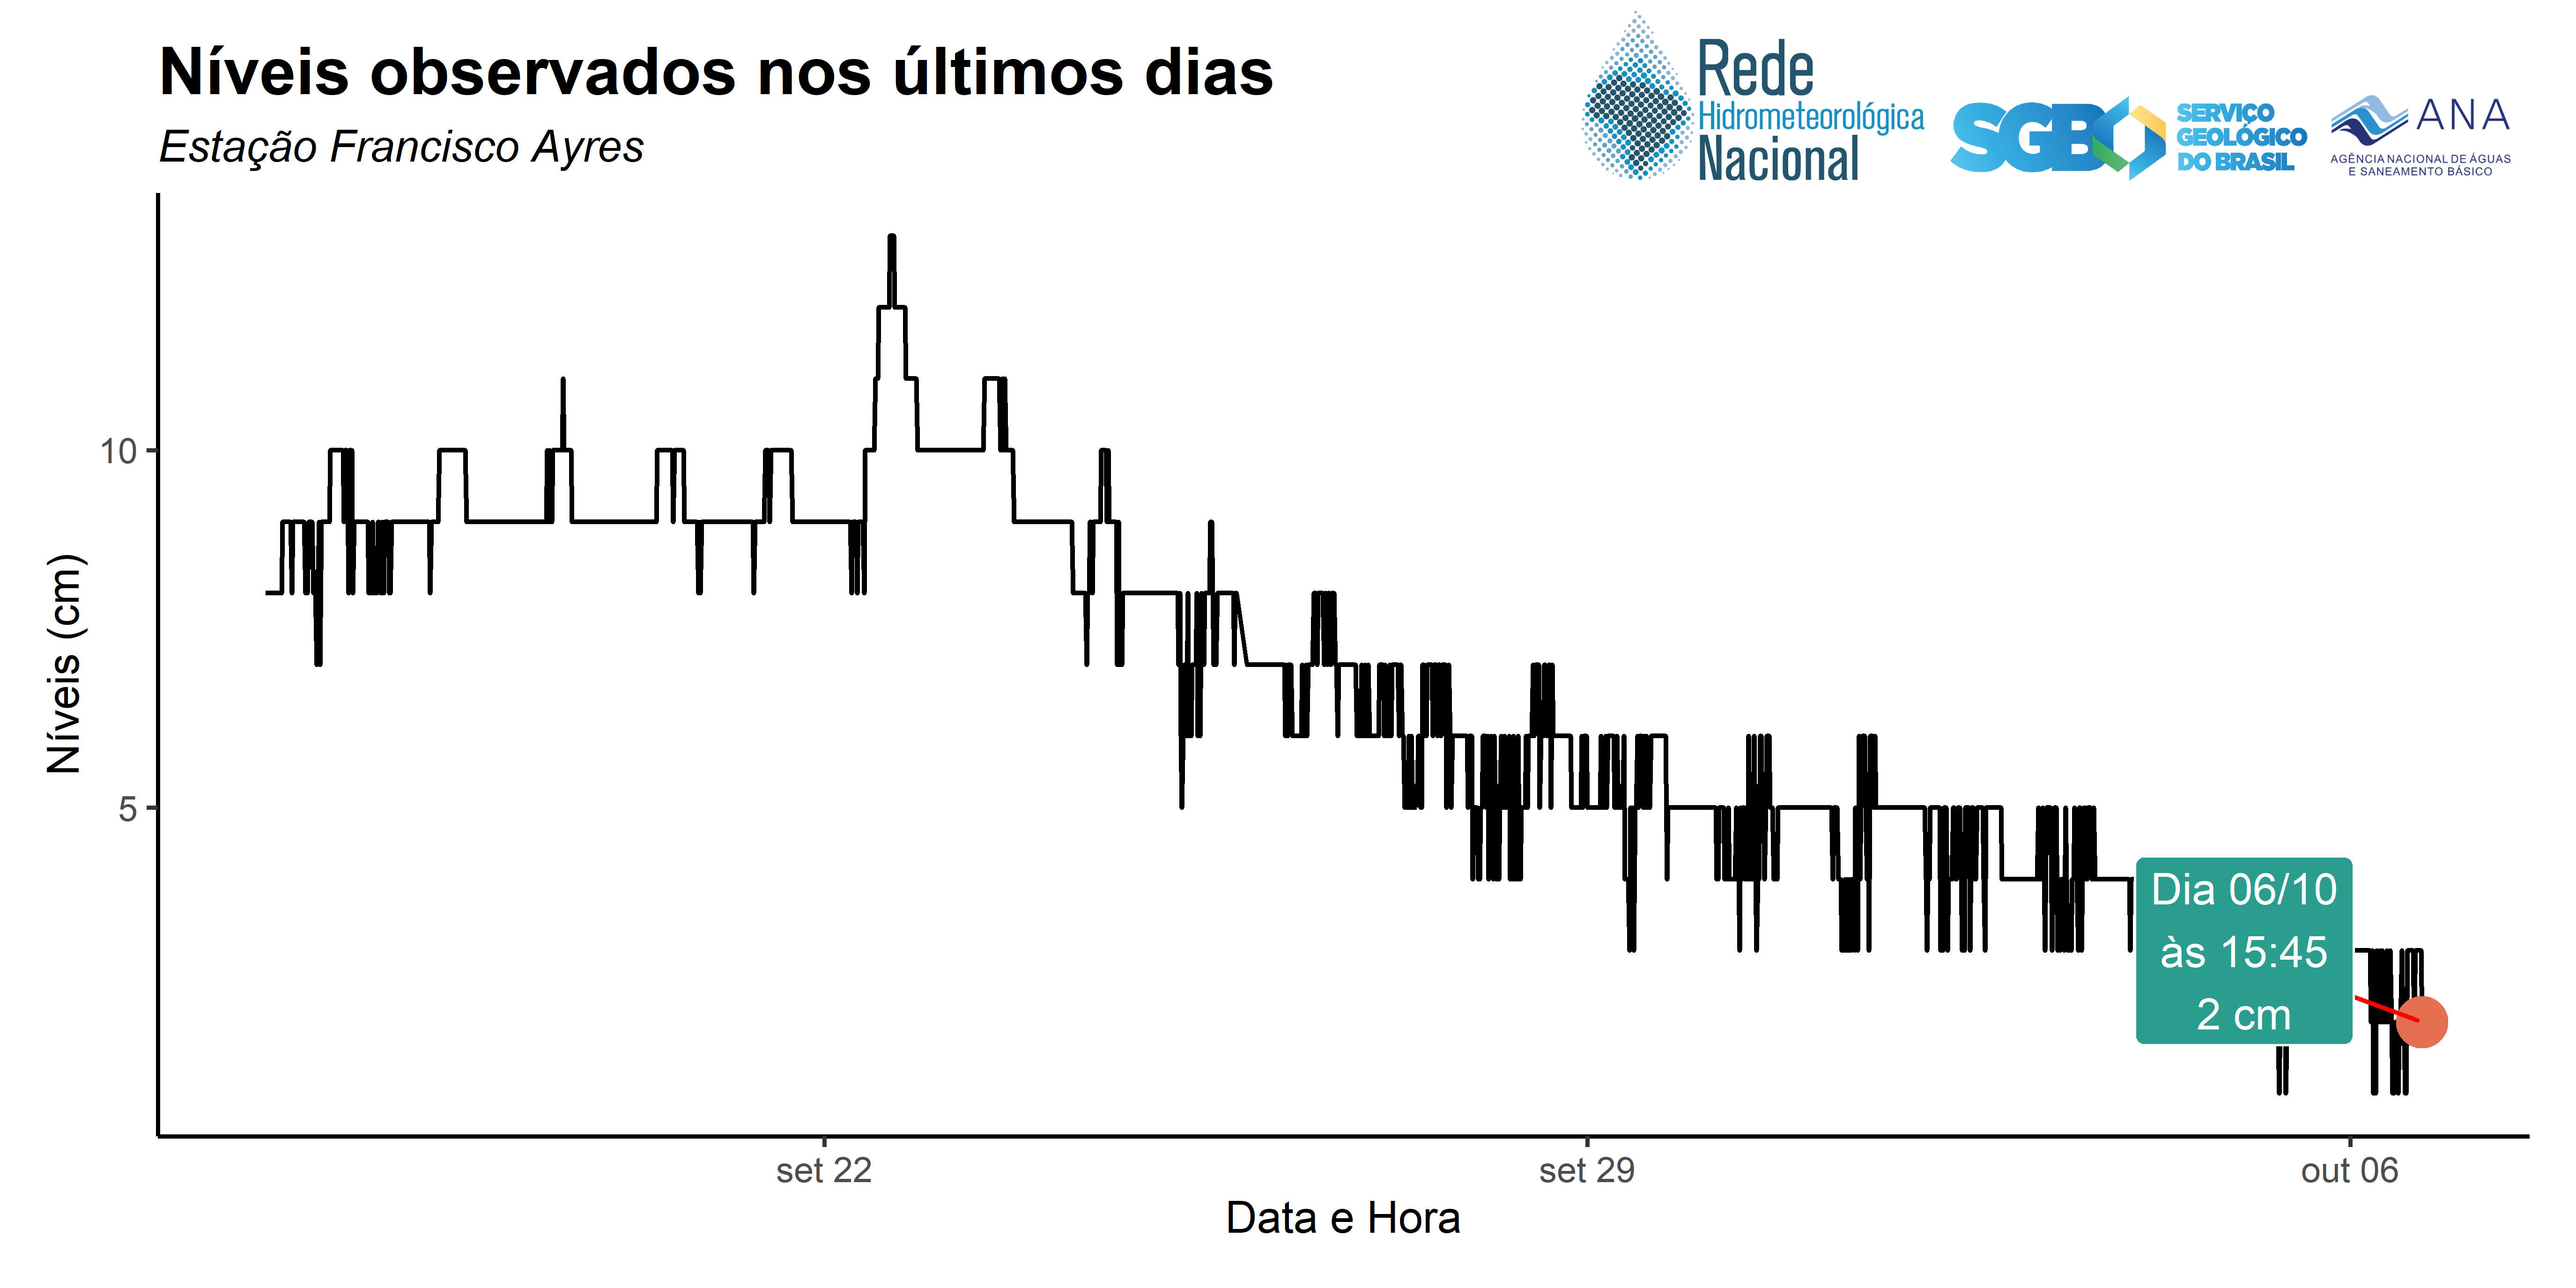 Níveis observados nos últimos dias
Estação Francisco Ayres
Rede
Hidrometeorológica
Nacional
SGB
SERVIÇO
GEOLÓGICO
DO BRASIL
ANA
AGÊNCIA NACIONAL DE ÁGUAS
E SANEAMENTO BÁSICO
Níveis (cm)
10
5
Dia 06/10
às 15:45
2 cm
set 22
set 29
out 06
Data e Hora